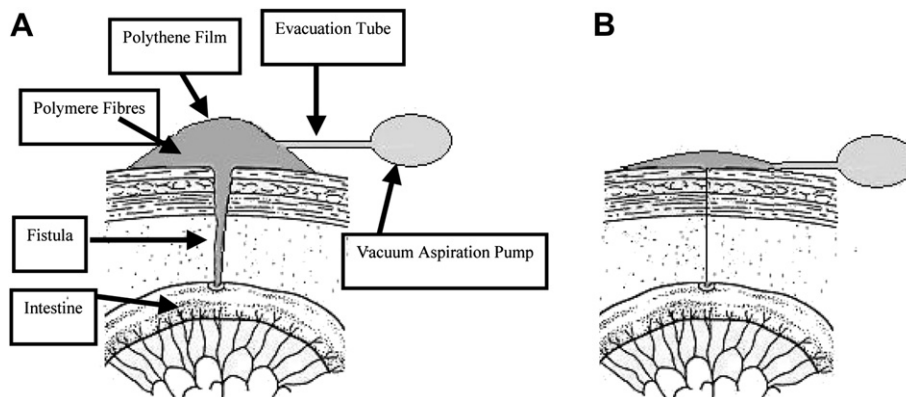 A
Polythene Film
Evacuation Tube
B
Polymere Fibres
Fistula
Vacuum Aspiration Pump
Intestine